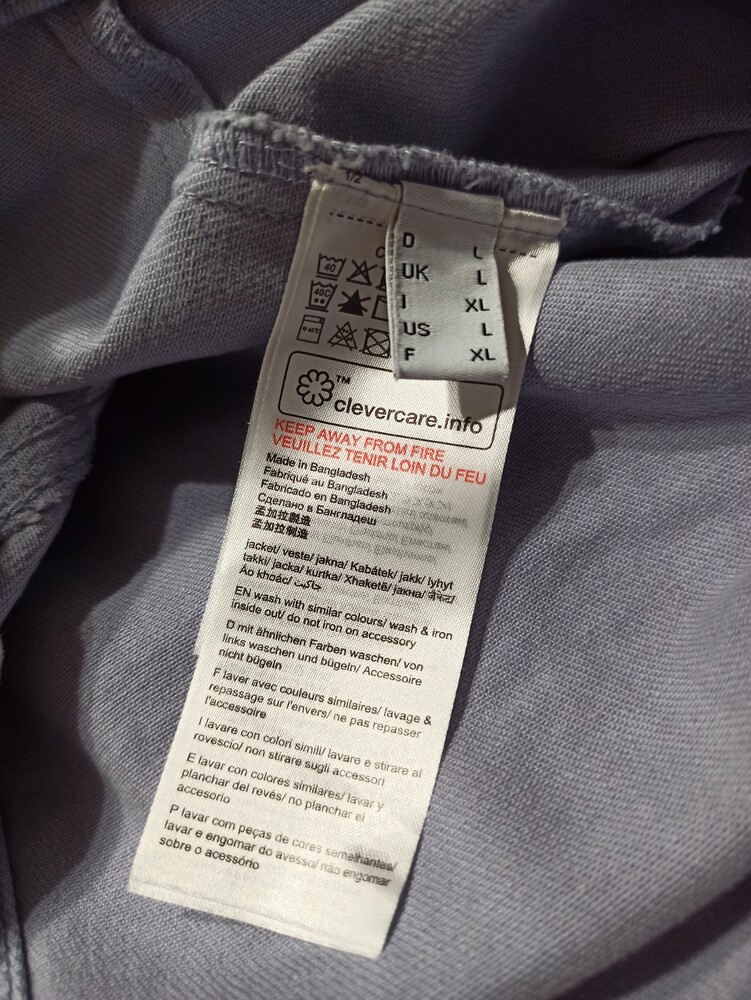 1/2
D L
UK L
I XL
US L
F XL
40
40C
clevercare.info
TM
KEEP AWAY FROM FIRE
VEUILLEZ TENIR LOIN DU FEU
Made in Bangladesh
Fabriqué au Bangladesh
Fabricado en Bangladesh
Сделано в Бангладеш
孟加拉製造
孟加拉制造
jacket/ veste/ jakna/ Kabátek/ jakk/ lyhyt
takki/ jacka/ kurtka/ Xhaketë/ јакна/ जैकेट/
Áo khoác/ جاكيت
EN wash with similar colours/ wash & iron
inside out/ do not iron on accessory
D mit ähnlichen Farben waschen/ von
links waschen und bügeln/ Accessoire
nicht bügeln
F laver avec couleurs similaires/ lavage &
repassage sur l'envers/ ne pas repasser
l'accessoire
I lavare con colori simili/ lavare e stirare al
rovescio/ non stirare sugli accessori
E lavar con colores similares/ lavar y
planchar del revés/ no planchar el
accesorio
P lavar com peças de cores semelhantes/
lavar e engomar do avesso/ não engomar
sobre o acessório